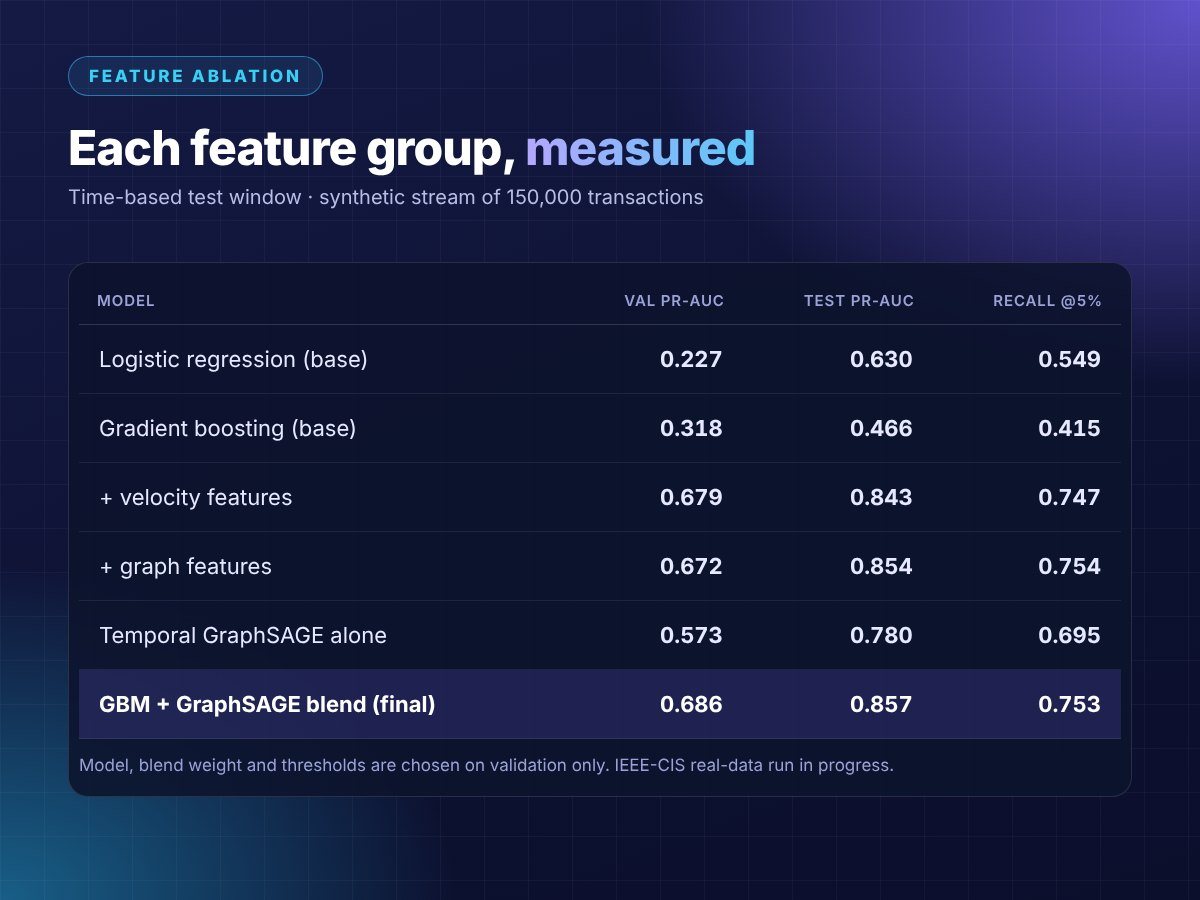 FEATURE ABLATION
Each feature group, measured
Time-based test window · synthetic stream of 150,000 transactions
MODEL VAL PR-AUC TEST PR-AUC RECALL @5%
Logistic regression (base) 0.227 0.630 0.549
Gradient boosting (base) 0.318 0.466 0.415
+ velocity features 0.679 0.843 0.747
+ graph features 0.672 0.854 0.754
Temporal GraphSAGE alone 0.573 0.780 0.695
GBM + GraphSAGE blend (final) 0.686 0.857 0.753
Model, blend weight and thresholds are chosen on validation only. IEEE-CIS real-data run in progress.